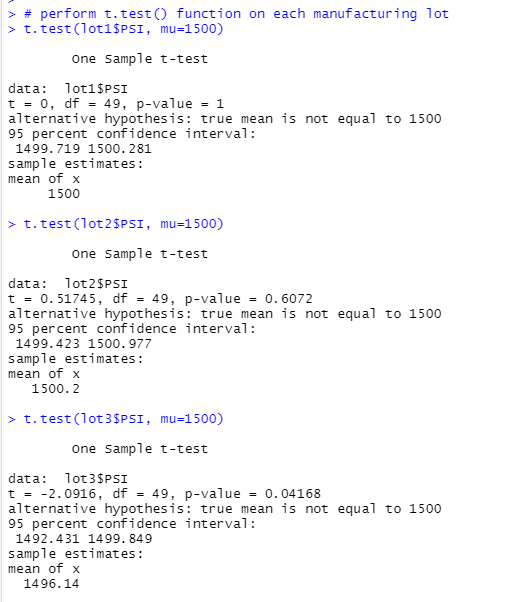 > # perform t.test() function on each manufacturing lot
> t.test(lot1$PSI, mu=1500)
One Sample t-test
data: lot1$PSI
t = 0, df = 49, p-value = 1
alternative hypothesis: true mean is not equal to 1500
95 percent confidence interval:
1499.719 1500.281
sample estimates:
mean of x
1500
> t.test(lot2$PSI, mu=1500)
One Sample t-test
data: lot2$PSI
t = 0.51745, df = 49, p-value = 0.6072
alternative hypothesis: true mean is not equal to 1500
95 percent confidence interval:
1499.423 1500.977
sample estimates:
mean of x
1500.2
> t.test(lot3$PSI, mu=1500)
One Sample t-test
data: lot3$PSI
t = -2.0916, df = 49, p-value = 0.04168
alternative hypothesis: true mean is not equal to 1500
95 percent confidence interval:
1492.431 1499.849
sample estimates:
mean of x
1496.14